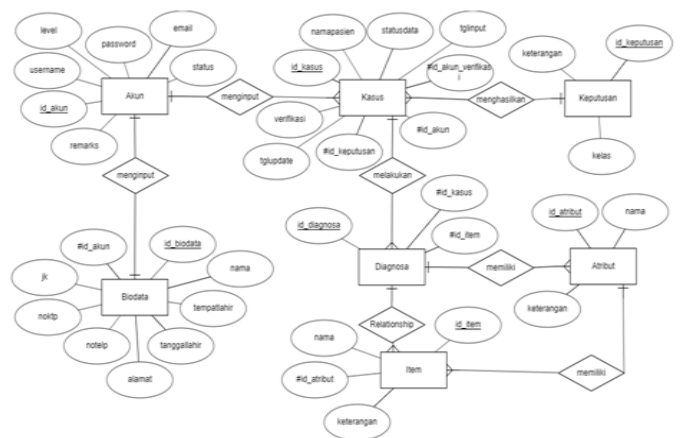 level
password
email
username
status
id_akun
Akun
remarks
menginput
namapasien
statusdata
tglinput
id_kasus
#id_akun_verifikas
i
Kasus
verifikasi
#id_akun
tglupdate
#id_keputusan
menghasilkan
keterangan
id_keputusan
Keputusan
kelas
menginput
melakukan
#id_akun
id_biodata
jk
nama
Biodata
noktp
tempatlahir
notelp
tanggallahir
alamat
#id_kasus
id_diagnosa
#id_item
Diagnosa
memiliki
id_atribut
nama
Atribut
keterangan
Relationship
nama
id_item
Item
#id_atribut
keterangan
memiliki